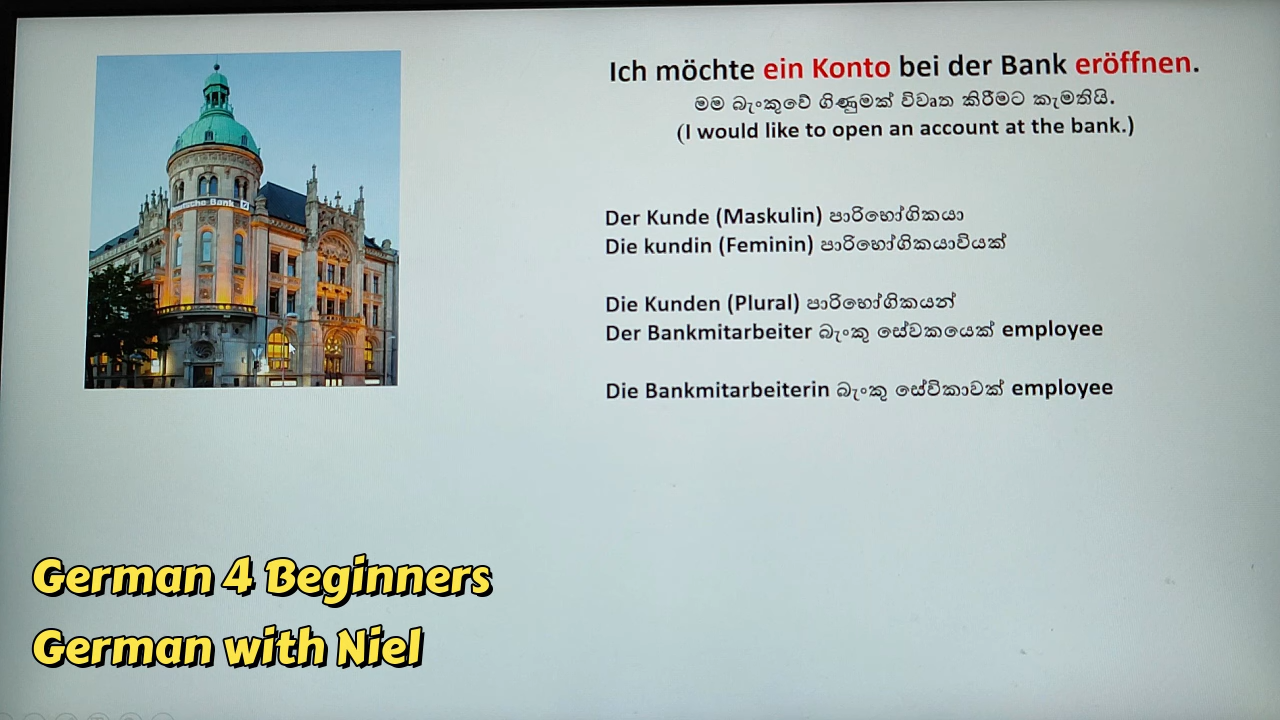 Ich möchte ein Konto bei der Bank eröffnen.
මම බැංකුවේ ගිණුමක් විවෘත කිරීමට කැමතියි.
(I would like to open an account at the bank.)
Der Kunde (Maskulin) පාරිභෝගිකයා
Die kundin (Feminin) පාරිභෝගිකයාවියක්
Die Kunden (Plural) පාරිභෝගිකයන්
Der Bankmitarbeiter බැංකු සේවකයෙක් employee
Die Bankmitarbeiterin බැංකු සේවිකාවක් employee
Deutsche Bank
German 4 Beginners
German with Niel